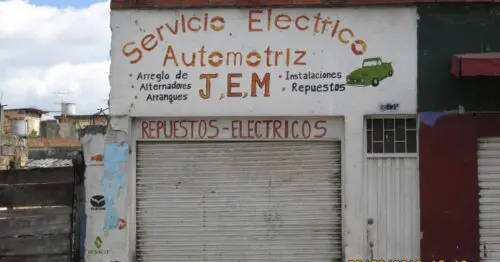 Servicio Electrico
Automotriz
• Arreglo de
• Alternadores
Arranques
J,E,M
• Instalaciones
• Repuestos
REPUESTOS-ELECTRICOS